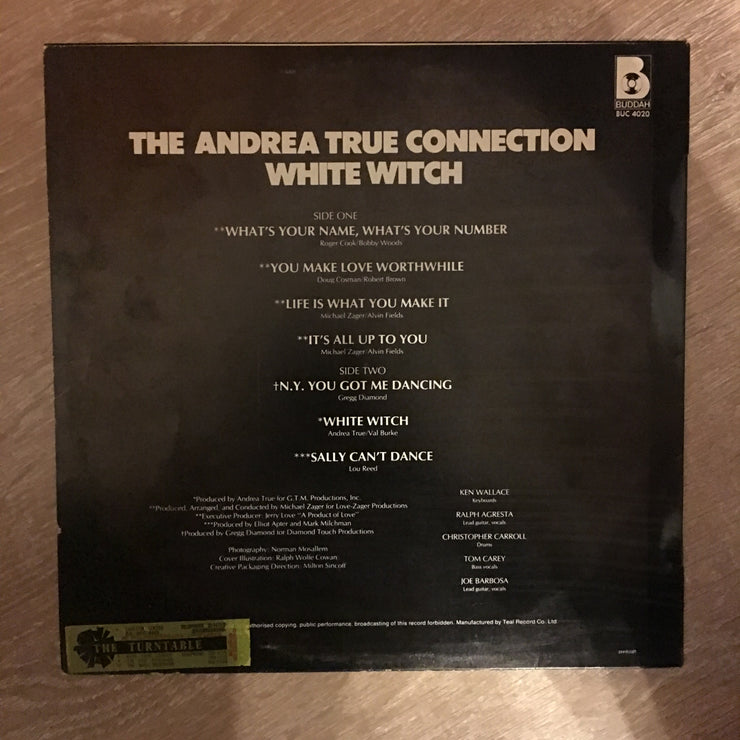 B
BUDDAH
BUC 4020
THE ANDREA TRUE CONNECTION
WHITE WITCH
SIDE ONE
**WHAT'S YOUR NAME, WHAT'S YOUR NUMBER
Roger Cook/Bobby Woods
**YOU MAKE LOVE WORTHWHILE
Doug Cosman/Robert Brown
**LIFE IS WHAT YOU MAKE IT
Michael Zager/Alvin Fields
**IT'S ALL UP TO YOU
Michael Zager/Alvin Fields
SIDE TWO
†N.Y. YOU GOT ME DANCING
Gregg Diamond
*WHITE WITCH
Andrea True/Val Burke
***SALLY CAN'T DANCE
Lou Reed
*Produced by Andrea True for G.T.M. Productions, Inc.
**Produced, Arranged, and Conducted by Michael Zager for Love-Zager Productions
**Executive Producer: Jerry Love "A Product of Love"
***Produced by Elliot Apter and Mark Milchman
†Produced by Gregg Diamond for Diamond Touch Productions
Photography: Norman Mosallem
Cover Illustration: Ralph Wolfe Cowan
Creative Packaging Direction: Milton Sincoff
KEN WALLACE
Keyboards
RALPH AGRESTA
Lead guitar, vocals
CHRISTOPHER CARROLL
Drums
TOM CAREY
Bass vocals
JOE BARBOSA
Lead guitar, vocals
copying, public performance, broadcasting of this record forbidden. Manufactured by Teal Record Co. Ltd.
THE TURNTABLE